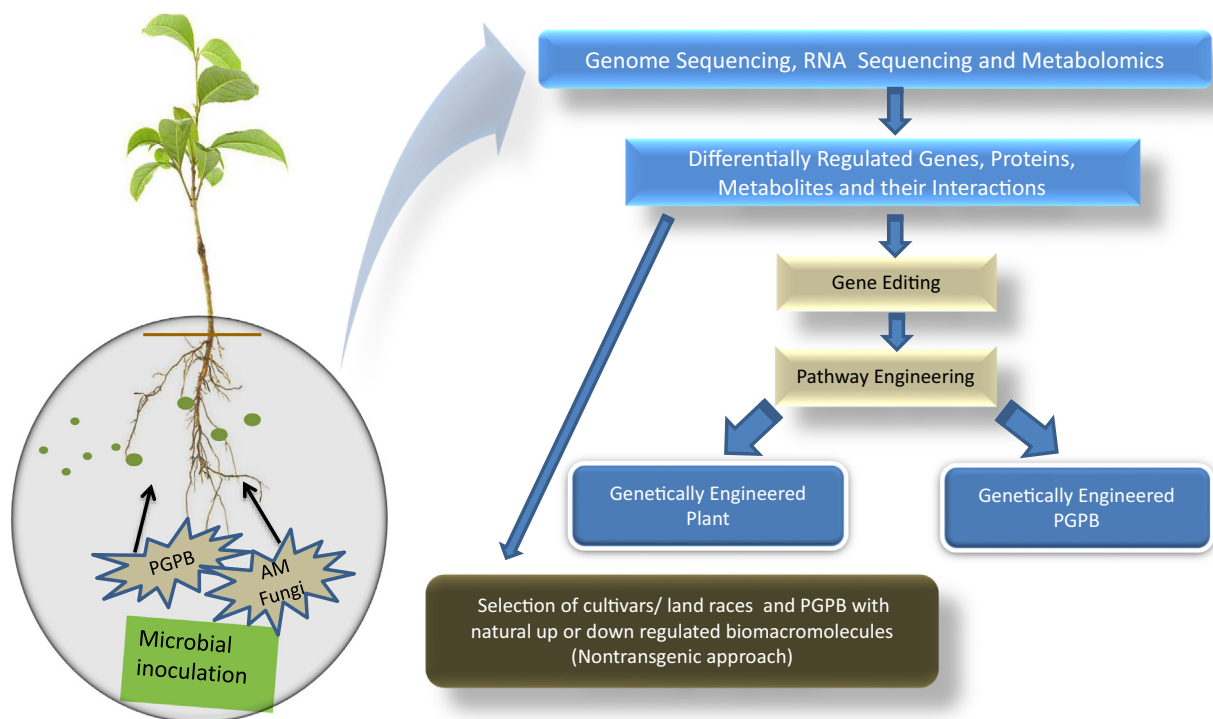 Genome Sequencing, RNA Sequencing and Metabolomics
Differentially Regulated Genes, Proteins,
Metabolites and their Interactions
Gene Editing
Pathway Engineering
Genetically Engineered
Plant
Genetically Engineered
PGPB
Selection of cultivars/ land races and PGPB with
natural up or down regulated biomacromolecules
(Nontransgenic approach)
PGPB
AM
Fungi
Microbial
inoculation